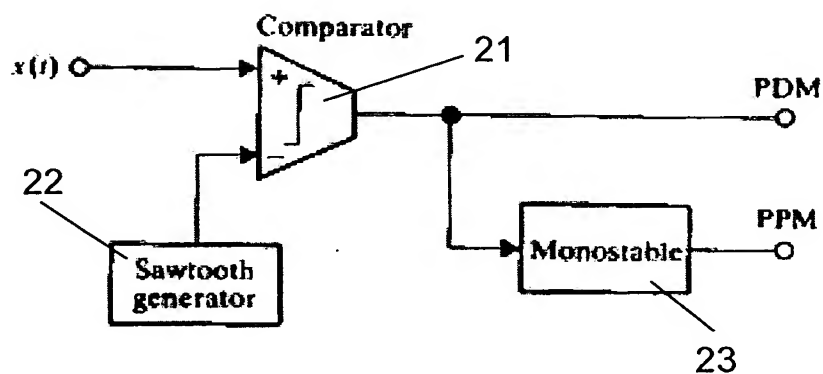 Comparator
x(t)
+
21
PDM
−
22
PPM
Sawtooth
generator
Monostable
23